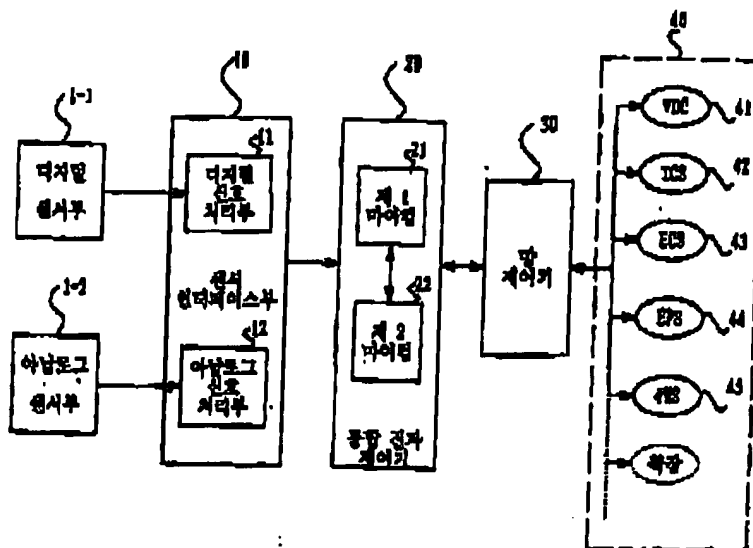 1-1
디지털
센서부
1-2
아날로그
센서부
10
11
디지털
신호
처리부
센서
인터페이스부
12
아날로그
신호
처리부
20
21
제 1
마이컴
22
제 2
마이컴
통합 전자
제어기
30
망
제어기
40
VDC
41
TCS
42
ECS
43
EPS
44
4WS
45
확장